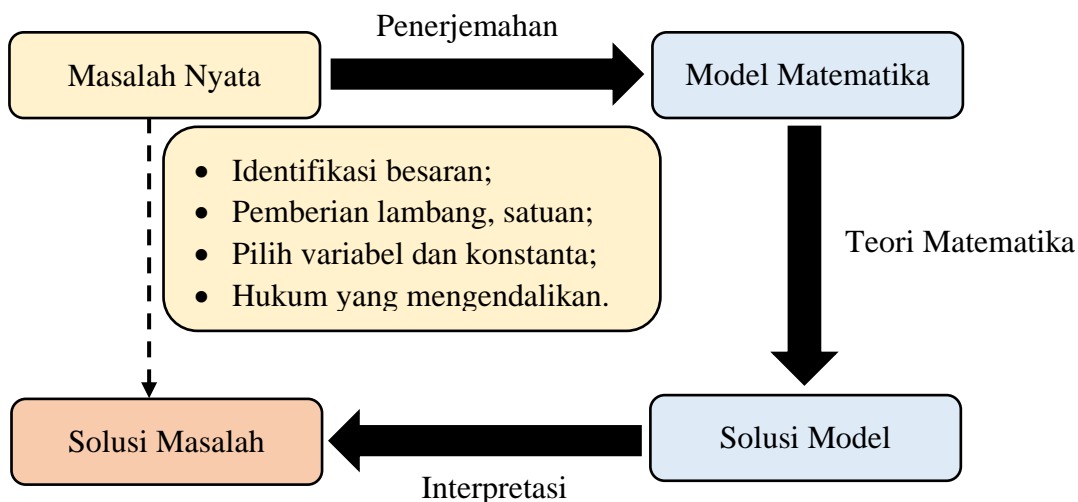 Penerjemahan
Masalah Nyata
Model Matematika
• Identifikasi besaran;
• Pemberian lambang, satuan;
• Pilih variabel dan konstanta;
• Hukum yang mengendalikan.
Teori Matematika
Solusi Masalah
Solusi Model
Interpretasi